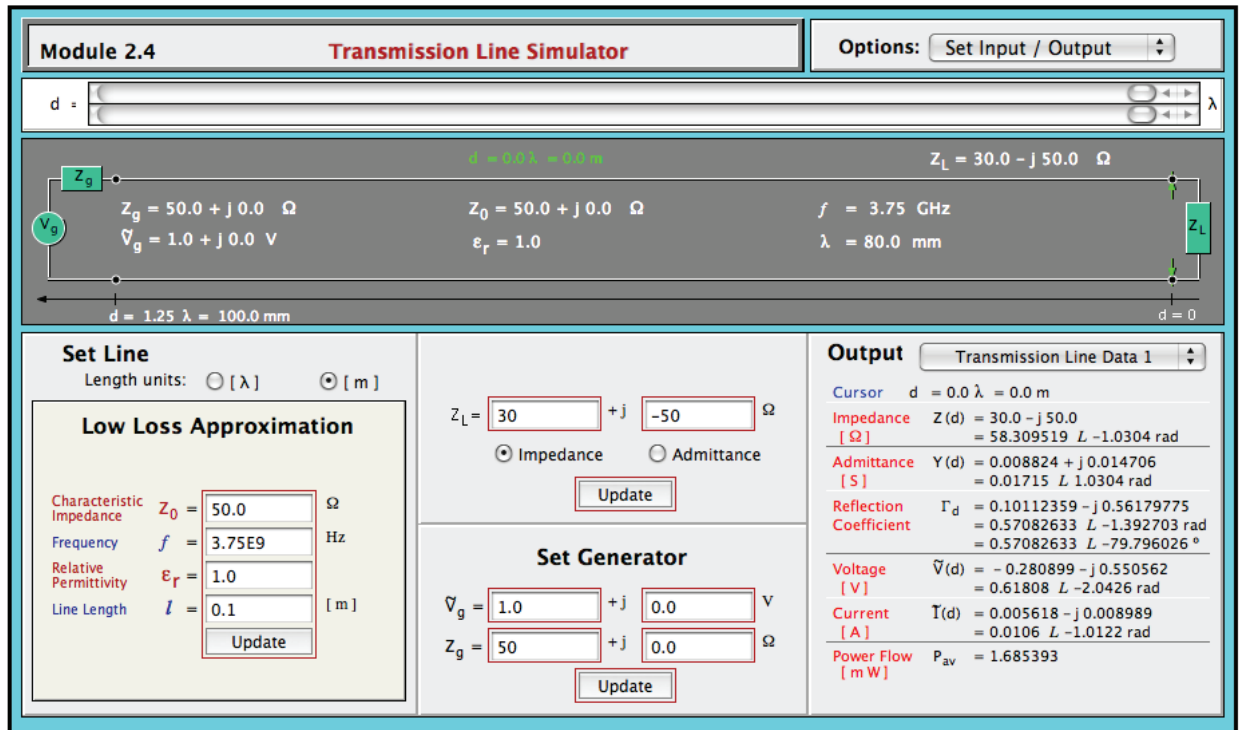 Module 2.4
Transmission Line Simulator
Options: Set Input / Output
d =
λ
d = 0.0 λ = 0.0 m
Z_L = 30.0 – j 50.0 Ω
Z_g
Z_g = 50.0 + j 0.0 Ω
Z_0 = 50.0 + j 0.0 Ω
f = 3.75 GHz
V_g
Ṽ_g = 1.0 + j 0.0 V
ε_r = 1.0
λ = 80.0 mm
Z_L
d = 1.25 λ = 100.0 mm
d = 0
Set Line
Length units: [ λ ] [ m ]
Low Loss Approximation
Characteristic Impedance Z_0 = 50.0 Ω
Frequency f = 3.75E9 Hz
Relative Permittivity ε_r = 1.0
Line Length l = 0.1 [ m ]
Update
Z_L = 30 + j -50 Ω
Impedance Admittance
Update
Set Generator
Ṽ_g = 1.0 + j 0.0 V
Z_g = 50 + j 0.0 Ω
Update
Output Transmission Line Data 1
Cursor d = 0.0 λ = 0.0 m
Impedance Z (d) = 30.0 – j 50.0
[ Ω ] = 58.309519 L –1.0304 rad
Admittance Y (d) = 0.008824 + j 0.014706
[ S ] = 0.01715 L 1.0304 rad
Reflection Γ_d = 0.10112359 – j 0.56179775
Coefficient = 0.57082633 L –1.392703 rad
= 0.57082633 L –79.796026 °
Voltage Ṽ (d) = – 0.280899 – j 0.550562
[ V ] = 0.61808 L –2.0426 rad
Current Ĩ (d) = 0.005618 – j 0.008989
[ A ] = 0.0106 L –1.0122 rad
Power Flow P_av = 1.685393
[ m W ]